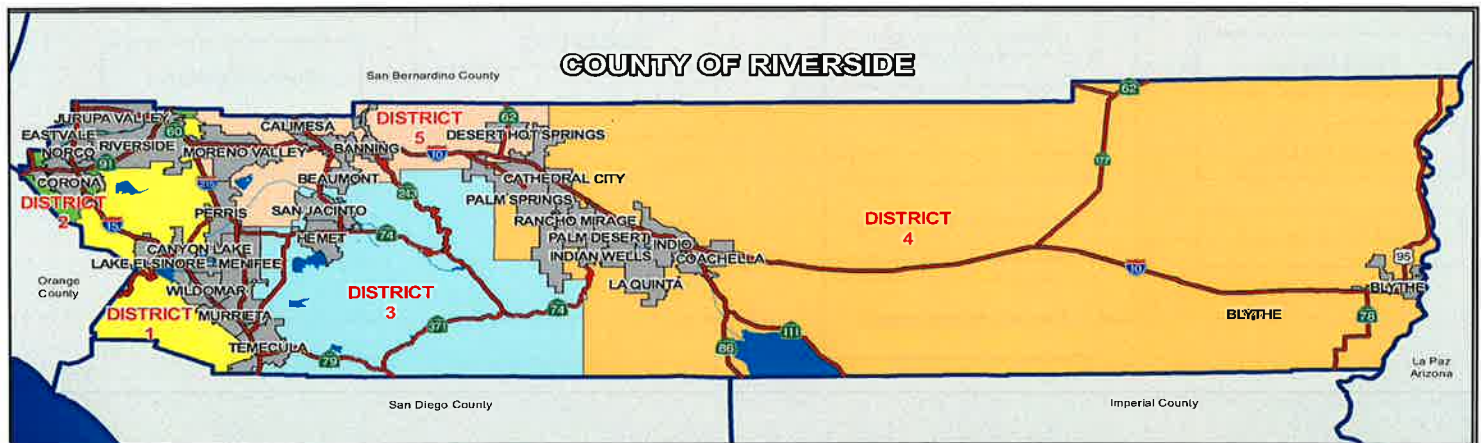 COUNTY OF RIVERSIDE
San Bernardino County
62
JURUPA VALLEY
EASTVALE
60
RIVERSIDE
NORCO
91
CALIMESA
DISTRICT
5
62
DESERT HOT SPRINGS
MORENO VALLEY
BANNING
10
CORONA
BEAUMONT
CATHEDRAL CITY
DISTRICT
2
243
PALM SPRINGS
177
15
PERRIS
SAN JACINTO
RANCHO MIRAGE
DISTRICT
4
HEMET
74
PALM DESERT
INDIO
CANYON LAKE
LAKE ELSINORE
MENIFEE
INDIAN WELLS
COACHELLA
10
95
Orange
County
WILDOMAR
DISTRICT
3
LA QUINTA
BLYTHE
DISTRICT
1
MURRIETA
371
74
111
BLYTHE
78
TEMECULA
79
86
La Paz
Arizona
San Diego County
Imperial County